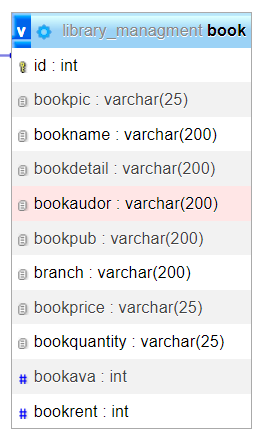 v library_managment book
id : int
bookpic : varchar(25)
bookname : varchar(200)
bookdetail : varchar(200)
bookaudor : varchar(200)
bookpub : varchar(200)
branch : varchar(200)
bookprice : varchar(25)
bookquantity : varchar(25)
# bookava : int
# bookrent : int